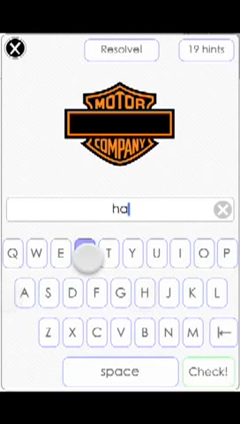 Resolve!
19 hints
MOTOR
COMPANY
ha
Q W E T Y U I O P
A S D F G H J K L
Z X C V B N M
space
Check!